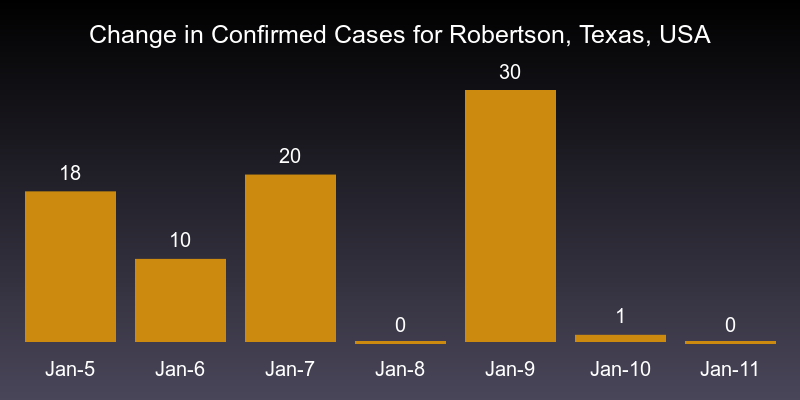 Change in Confirmed Cases for Robertson, Texas, USA
18
10
20
0
30
1
0
Jan-5
Jan-6
Jan-7
Jan-8
Jan-9
Jan-10
Jan-11